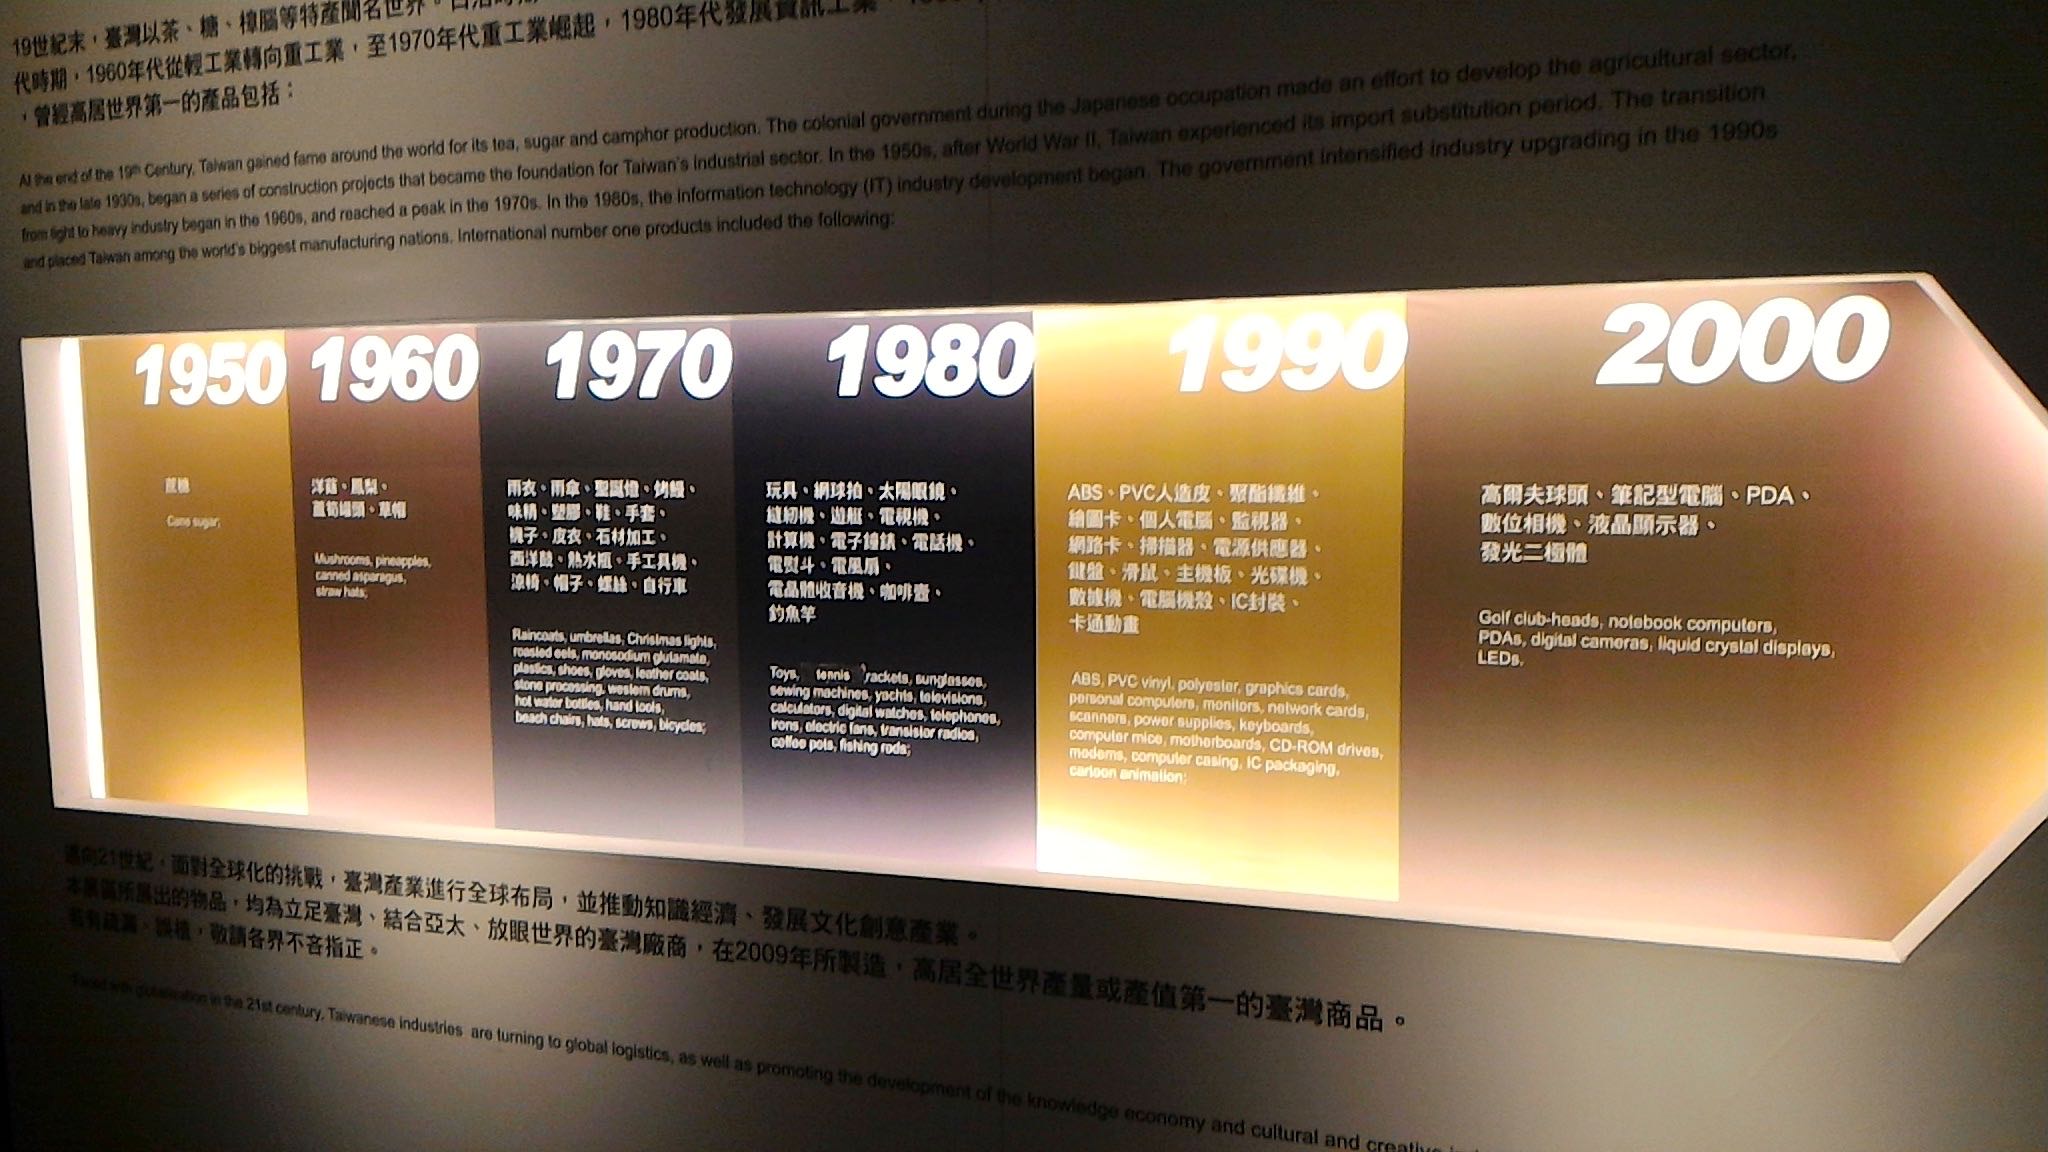 19世紀末，臺灣以茶、糖、樟腦等特產聞名世界。日治時期
代時期，1960年代從輕工業轉向重工業，至1970年代重工業崛起，1980年代發展資訊工業，
，曾經高居世界第一的產品包括：
At the end of the 19th Century, Taiwan gained fame around the world for its tea, sugar and camphor production. The colonial government during the Japanese occupation made an effort to develop the agricultural sector,
and in the late 1930s, began a series of construction projects that became the foundation for Taiwan's industrial sector. In the 1950s, after World War II, Taiwan experienced its import substitution period. The transition
from light to heavy industry began in the 1960s, and reached a peak in the 1970s. In the 1980s, the information technology (IT) industry development began. The government intensified industry upgrading in the 1990s
and placed Taiwan among the world's biggest manufacturing nations. International number one products included the following:
1950
蔗糖
Cane sugar;
1960
洋菇、鳳梨、
蘆筍罐頭、草帽
Mushrooms, pineapples,
canned asparagus,
straw hats;
1970
雨衣、雨傘、聖誕燈、烤鰻、
味精、塑膠、鞋、手套、
襪子、皮衣、石材加工、
西洋鼓、熱水瓶、手工具機、
涼椅、帽子、螺絲、自行車
Raincoats, umbrellas, Christmas lights,
roasted eels, monosodium glutamate,
plastics, shoes, gloves, leather coats,
stone processing, western drums,
hot water bottles, hand tools,
beach chairs, hats, screws, bicycles;
1980
玩具、網球拍、太陽眼鏡、
縫紉機、遊艇、電視機、
計算機、電子鐘錶、電話機、
電熨斗、電風扇、
電晶體收音機、咖啡壺、
釣魚竿
Toys, tennis rackets, sunglasses,
sewing machines, yachts, televisions,
calculators, digital watches, telephones,
irons, electric fans, transistor radios,
coffee pots, fishing rods;
1990
ABS、PVC人造皮、聚酯纖維、
繪圖卡、個人電腦、監視器、
網路卡、掃描器、電源供應器、
鍵盤、滑鼠、主機板、光碟機、
數據機、電腦機殼、IC封裝、
卡通動畫
ABS, PVC vinyl, polyester, graphics cards,
personal computers, monitors, network cards,
scanners, power supplies, keyboards,
computer mice, motherboards, CD-ROM drives,
modems, computer casing, IC packaging,
cartoon animation;
2000
高爾夫球頭、筆記型電腦、PDA、
數位相機、液晶顯示器、
發光二極體
Golf club-heads, notebook computers,
PDAs, digital cameras, liquid crystal displays,
LEDs.
邁向21世紀，面對全球化的挑戰，臺灣產業進行全球布局，並推動知識經濟、發展文化創意產業。
本展區所展出的物品，均為立足臺灣、結合亞太、放眼世界的臺灣廠商，在2009年所製造，高居全世界產量或產值第一的臺灣商品。
若有疏漏、誤植，敬請各界不吝指正。
Faced with globalization in the 21st century, Taiwanese industries are turning to global logistics, as well as promoting the development of the knowledge economy and cultural and creative